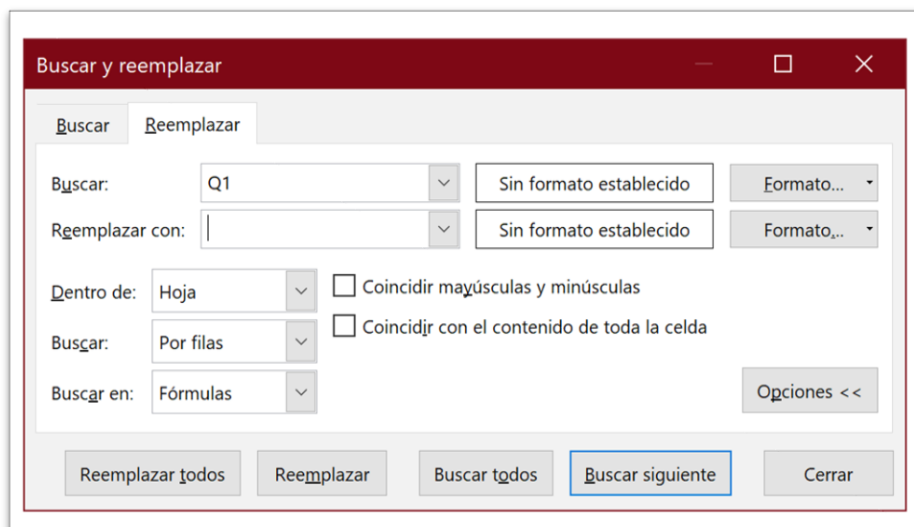 Buscar y reemplazar
Buscar Reemplazar
Buscar: Q1 Sin formato establecido Formato...
Reemplazar con: Sin formato establecido Formato...
Dentro de: Hoja Coincidir mayúsculas y minúsculas
Coincidir con el contenido de toda la celda
Buscar: Por filas
Buscar en: Fórmulas Opciones <<
Reemplazar todos Reemplazar Buscar todos Buscar siguiente Cerrar